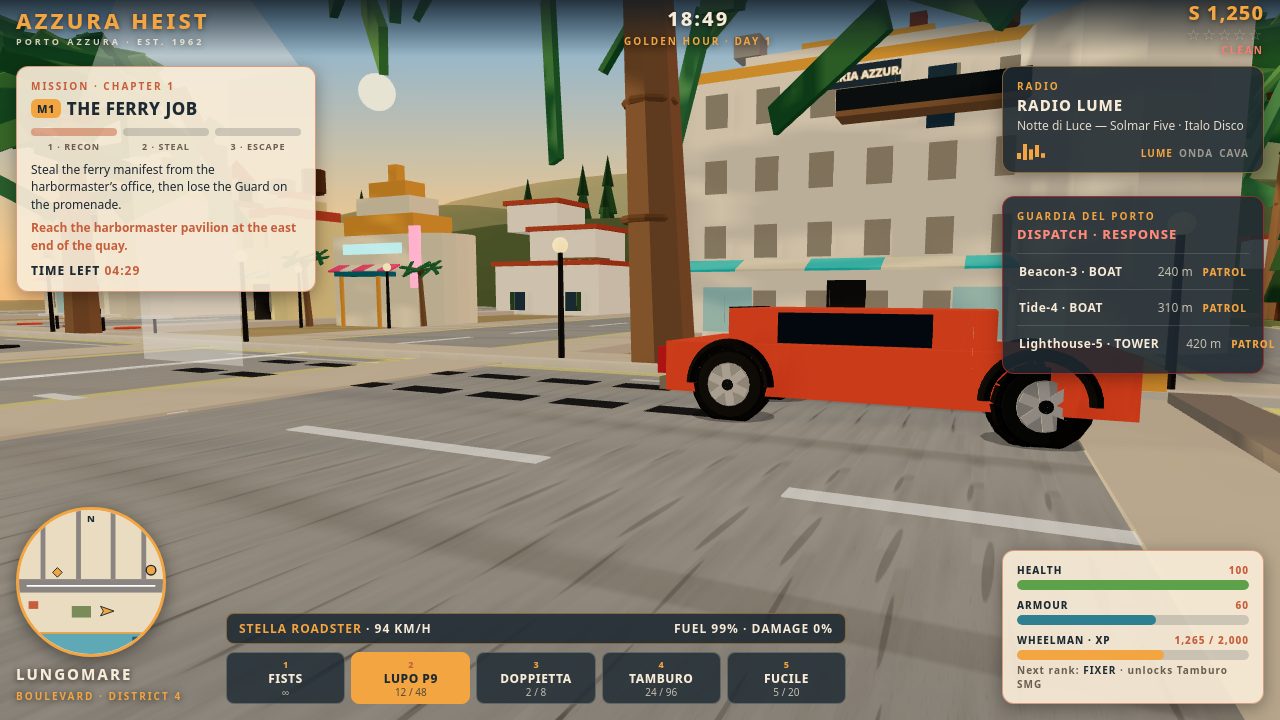 AZZURA HEIST
PORTO AZZURA · EST. 1962
18:49
GOLDEN HOUR · DAY 1
S 1,250
☆☆☆☆☆
CLEAN
MISSION · CHAPTER 1
M1 THE FERRY JOB
1 · RECON 2 · STEAL 3 · ESCAPE
Steal the ferry manifest from the
harbormaster's office, then lose the Guard on
the promenade.
Reach the harbormaster pavilion at the east
end of the quay.
TIME LEFT 04:29
RIA AZZURA
RADIO
RADIO LUME
Notte di Luce — Solmar Five · Italo Disco
LUME ONDA CAVA
GUARDIA DEL PORTO
DISPATCH · RESPONSE
Beacon-3 · BOAT 240 m PATROL
Tide-4 · BOAT 310 m PATROL
Lighthouse-5 · TOWER 420 m PATROL
N
LUNGOMARE
BOULEVARD · DISTRICT 4
STELLA ROADSTER · 94 KM/H FUEL 99% · DAMAGE 0%
1 2 3 4 5
FISTS LUPO P9 DOPPIETTA TAMBURO FUCILE
∞ 12 / 48 2 / 8 24 / 96 5 / 20
HEALTH 100
ARMOUR 60
WHEELMAN · XP 1,265 / 2,000
Next rank: FIXER · unlocks Tamburo
SMG